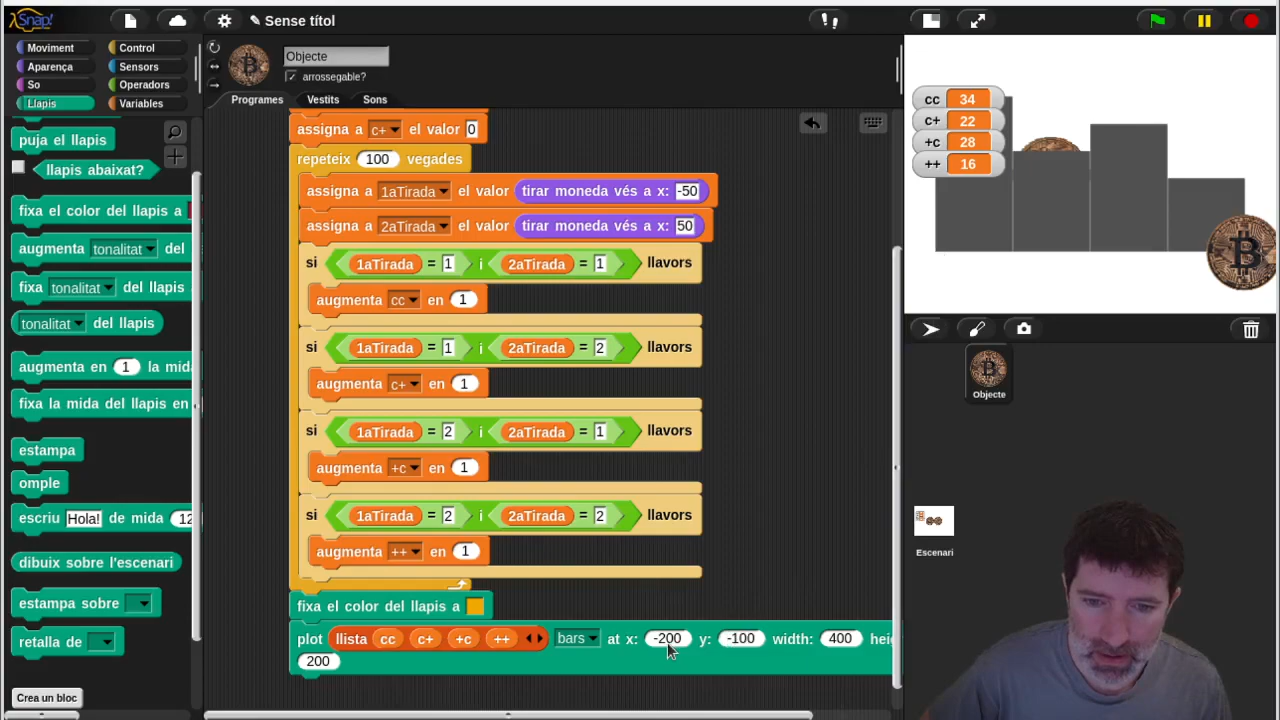 Snap!
Sense títol
Moviment
Control
Aparença
Sensors
So
Operadors
Llapis
Variables
Objecte
arrossegable?
Programes
Vestits
Sons
puja el llapis
llapis abaixat?
fixa el color del llapis a
augmenta tonalitat del
fixa tonalitat del llapis
tonalitat del llapis
augmenta en 1 la mida
fixa la mida del llapis en
estampa
omple
escriu Hola! de mida 12
dibuix sobre l'escenari
estampa sobre
retalla de
Crea un bloc
assigna a c+ el valor 0
repeteix 100 vegades
assigna a 1aTirada el valor tirar moneda vés a x: -50
assigna a 2aTirada el valor tirar moneda vés a x: 50
si 1aTirada = 1 i 2aTirada = 1 llavors
augmenta cc en 1
si 1aTirada = 1 i 2aTirada = 2 llavors
augmenta c+ en 1
si 1aTirada = 2 i 2aTirada = 1 llavors
augmenta +c en 1
si 1aTirada = 2 i 2aTirada = 2 llavors
augmenta ++ en 1
fixa el color del llapis a
plot llista cc c+ +c ++ bars at x: -200 y: -100 width: 400 hei
200
cc 34
c+ 22
+c 28
++ 16
Objecte
Escenari